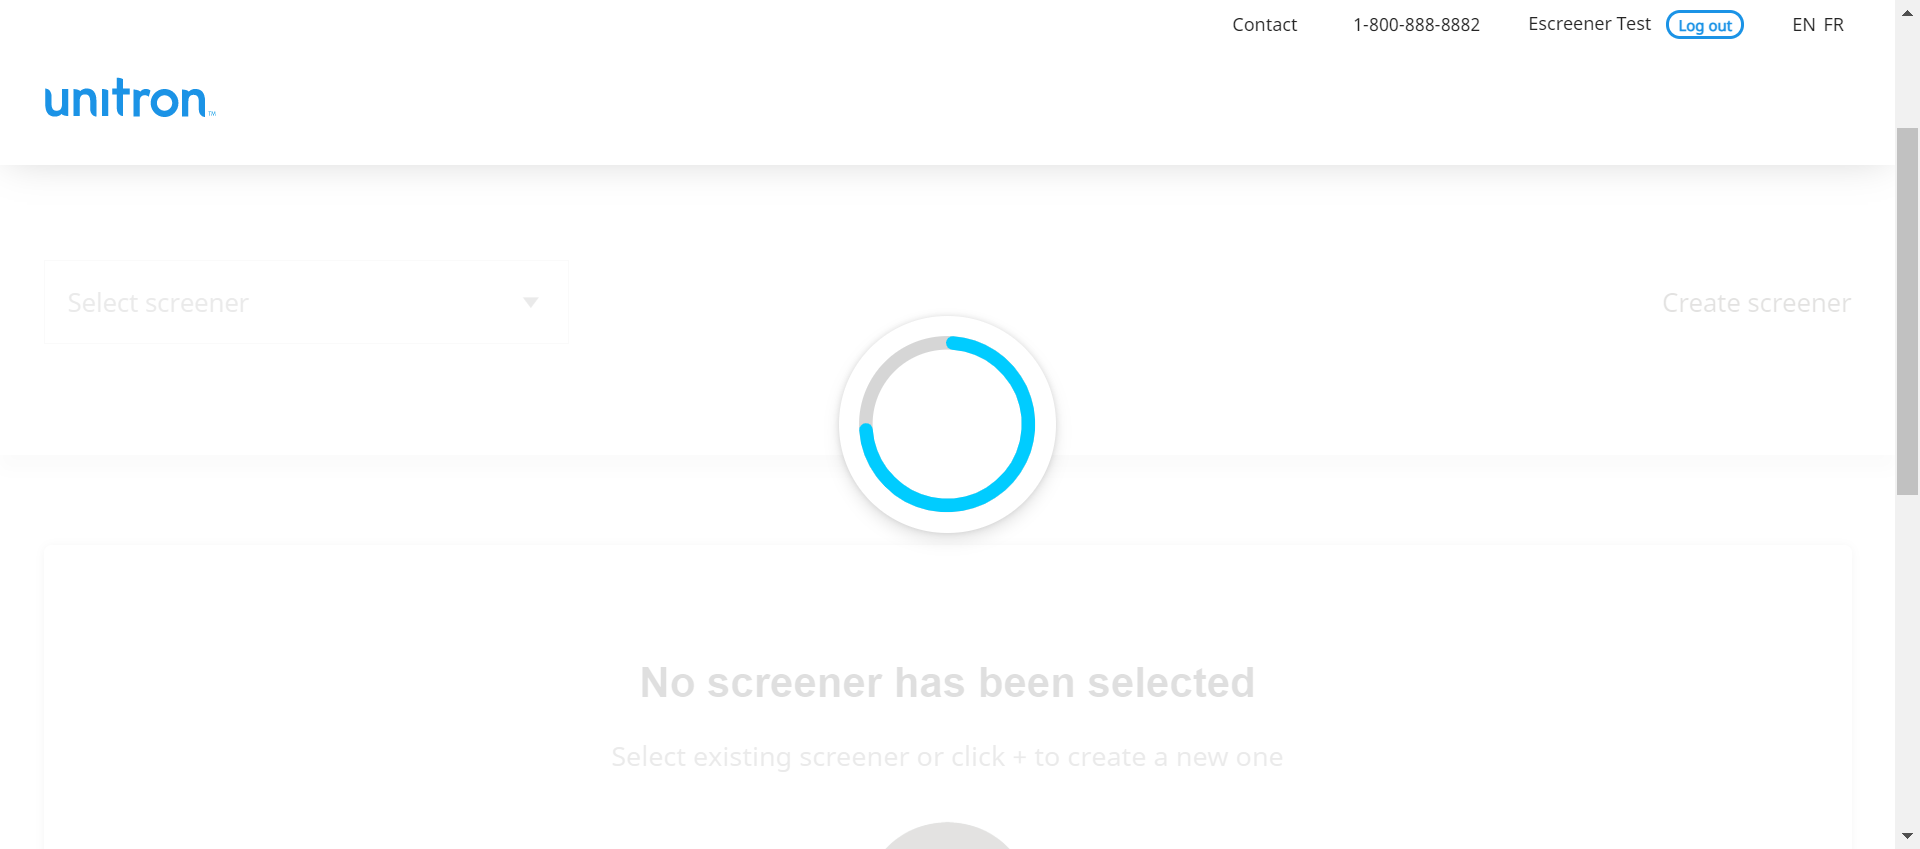 Contact 1-800-888-8882 Escreener Test Log out EN FR
unitron™
Select screener
Create screener
No screener has been selected
Select existing screener or click + to create a new one